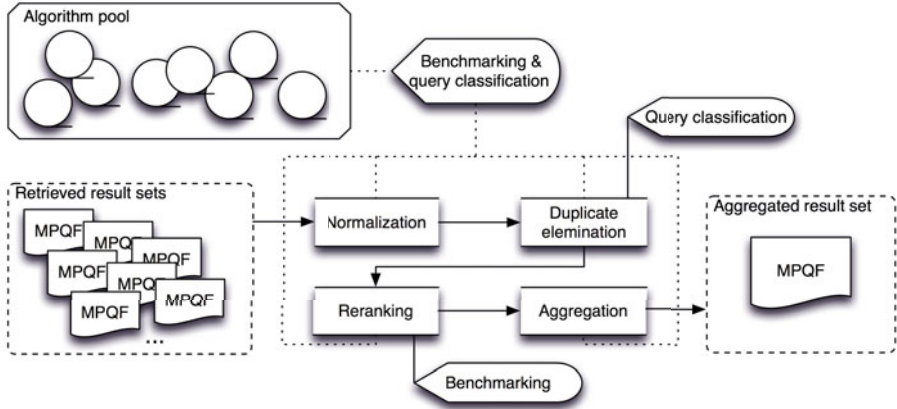 Algorithm pool
Benchmarking &
query classification
Query classification
Retrieved result sets
MPQF
MPQF
MPQF
MPQF
MPQF
MPQF
MPQF
...
Normalization
Duplicate
elemination
Reranking
Aggregation
Benchmarking
Aggregated result set
MPQF